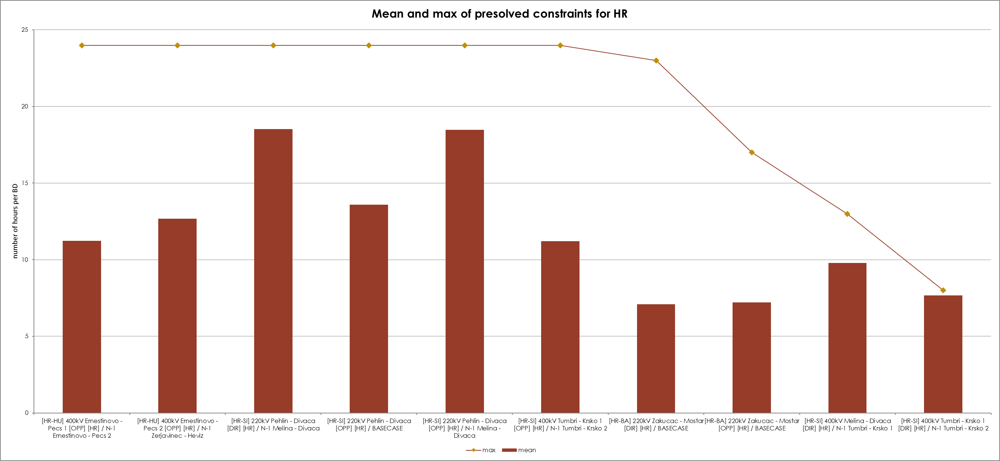 Mean and max of presolved constraints for HR
25
20
15
10
5
0
number of hours per BD
[HR-HU] 400kV Ernestinovo -
Pecs 1 [OPP] [HR] / N-1
Ernestinovo - Pecs 2
[HR-HU] 400kV Ernestinovo -
Pecs 2 [OPP] [HR] / N-1
Zerjavinec - Heviz
[HR-SI] 220kV Pehlin - Divaca
[DIR] [HR] / N-1 Melina - Divaca
[HR-SI] 220kV Pehlin - Divaca
[OPP] [HR] / BASECASE
[HR-SI] 220kV Pehlin - Divaca
[OPP] [HR] / N-1 Melina -
Divaca
[HR-SI] 400kV Tumbri - Krsko 1
[OPP] [HR] / N-1 Tumbri - Krsko 2
[HR-BA] 220kV Zakucac - Mostar
[DIR] [HR] / BASECASE
[HR-BA] 220kV Zakucac - Mostar
[OPP] [HR] / BASECASE
[HR-SI] 400kV Melina - Divaca
[DIR] [HR] / N-1 Tumbri - Krsko 1
[HR-SI] 400kV Tumbri - Krsko 1
[DIR] [HR] / N-1 Tumbri - Krsko 2
max
mean